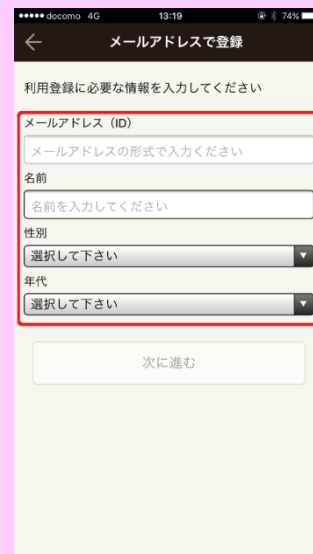 docomo 4G 13:19 74%
メールアドレスで登録
利用登録に必要な情報を入力してください
メールアドレス（ID）
メールアドレスの形式で入力ください
名前
名前を入力してください
性別
選択して下さい
年代
選択して下さい
次に進む